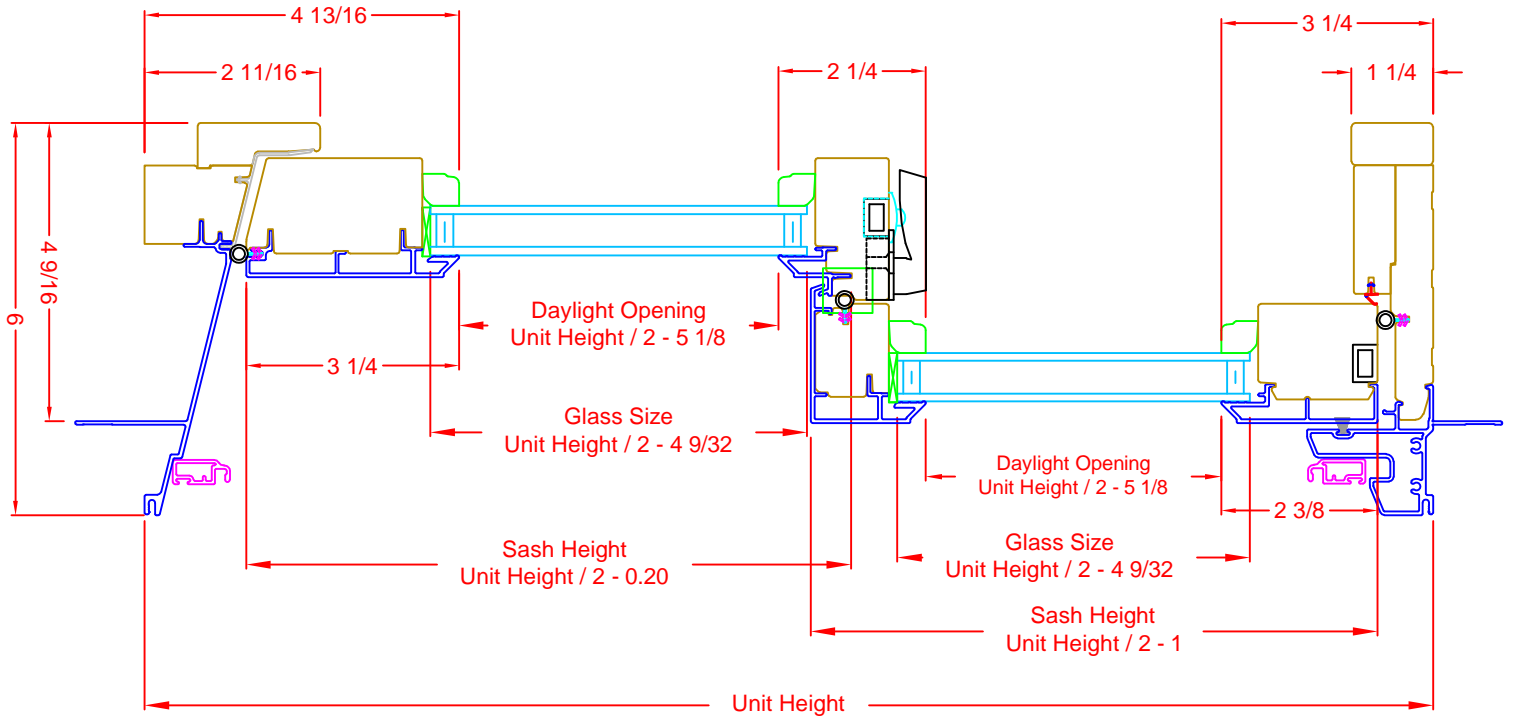 4 13/16
3 1/4
2 11/16
2 1/4
1 1/4
4 9/16
6
Daylight Opening
Unit Height / 2 - 5 1/8
3 1/4
Glass Size
Unit Height / 2 - 4 9/32
Daylight Opening
Unit Height / 2 - 5 1/8
2 3/8
Sash Height
Unit Height / 2 - 0.20
Glass Size
Unit Height / 2 - 4 9/32
Sash Height
Unit Height / 2 - 1
Unit Height